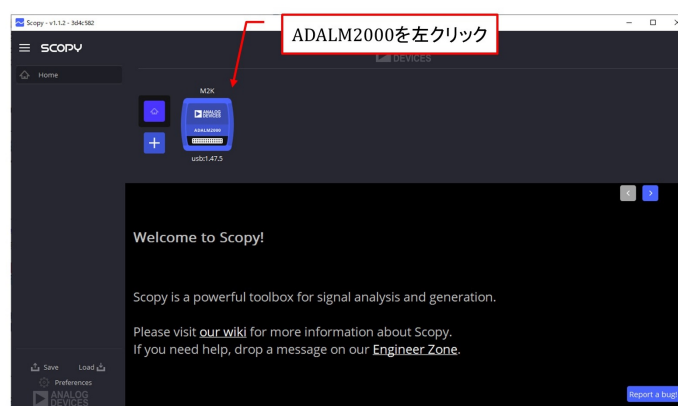 Scopy - v1.1.2 - 3d4c582
SCOPY
ADALM2000を左クリック
DEVICES
Home
M2K
ANALOG
DEVICES
ADALM2000
usb:1.47.5
Welcome to Scopy!
Scopy is a powerful toolbox for signal analysis and generation.
Please visit our wiki for more information about Scopy.
If you need help, drop a message on our Engineer Zone.
Save Load
Preferences
ANALOG
DEVICES
Report a bug!